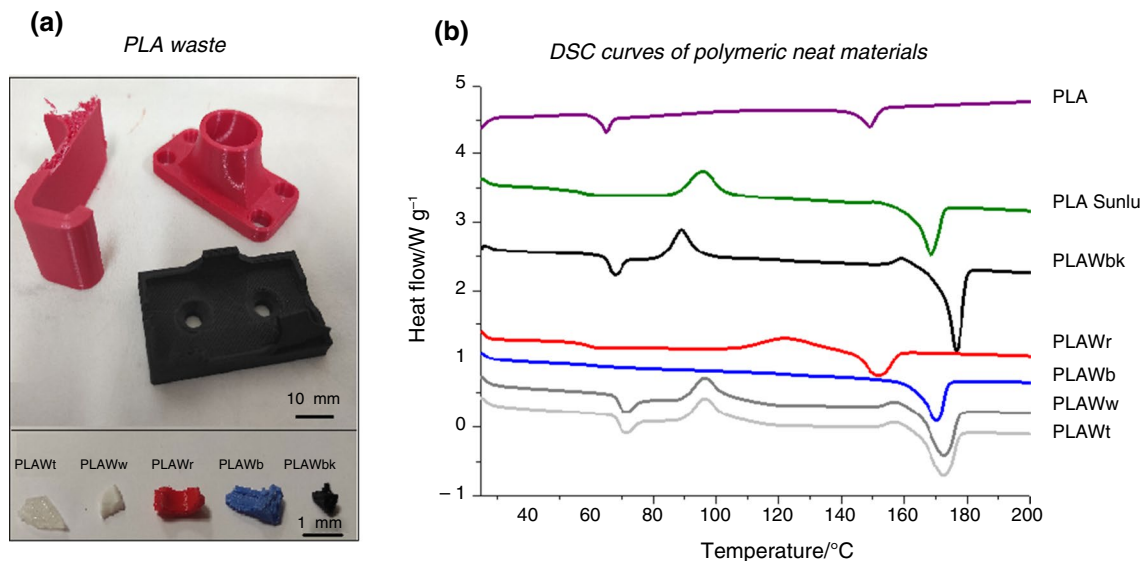 (a)
PLA waste
10 mm
PLAWt PLAWw PLAWr PLAWb PLAWbk
1 mm
(b)
DSC curves of polymeric neat materials
5
4
3
2
1
0
– 1
Heat flow/W g⁻¹
40 60 80 100 120 140 160 180 200
Temperature/°C
PLA
PLA Sunlu
PLAWbk
PLAWr
PLAWb
PLAWw
PLAWt